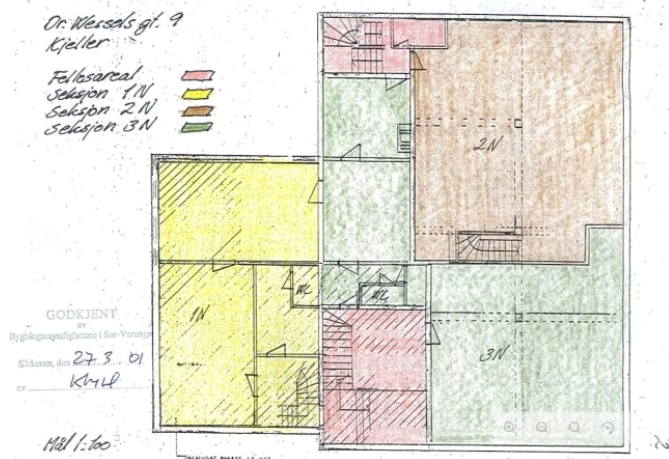 Dr. Wessels gt. 9
Kjeller
Fellesareal
Seksjon 1N
Seksjon 2N
Seksjon 3N
2N
1N
WC
WC
3N
GODKJENT
av
Bygningsmyndighetene i Sør-Varanger
Kirkenes, den 27 3. 01
av
Mål 1:100